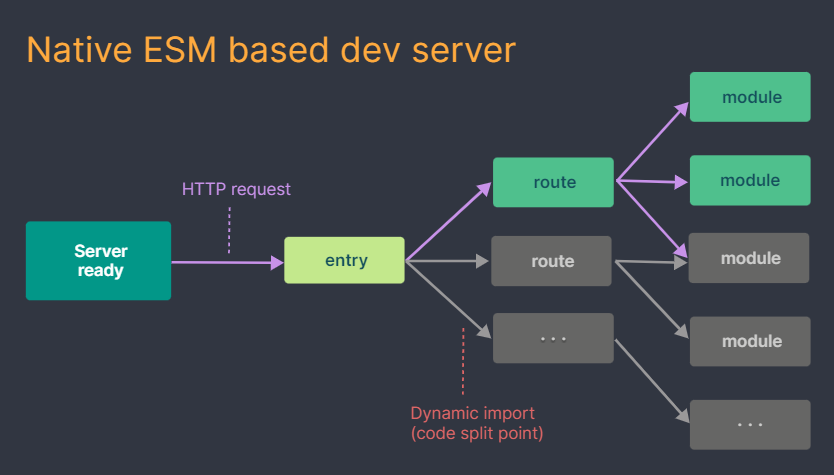 Native ESM based dev server
module
HTTP request
route
module
Server
ready
entry
route
module
· · ·
module
Dynamic import
(code split point)
· · ·